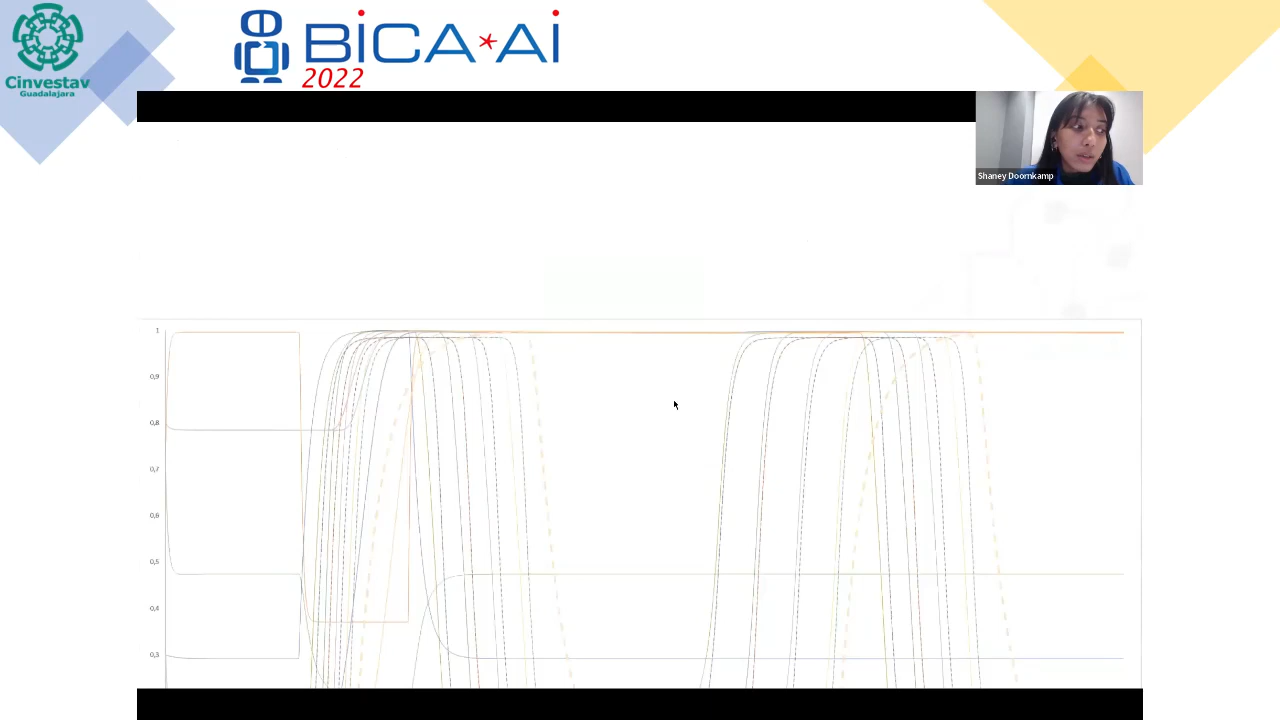 Cinvestav
Guadalajara
BiCA*Ai
2022
Shaney Doornkamp
1
0,9
0,8
0,7
0,6
0,5
0,4
0,3